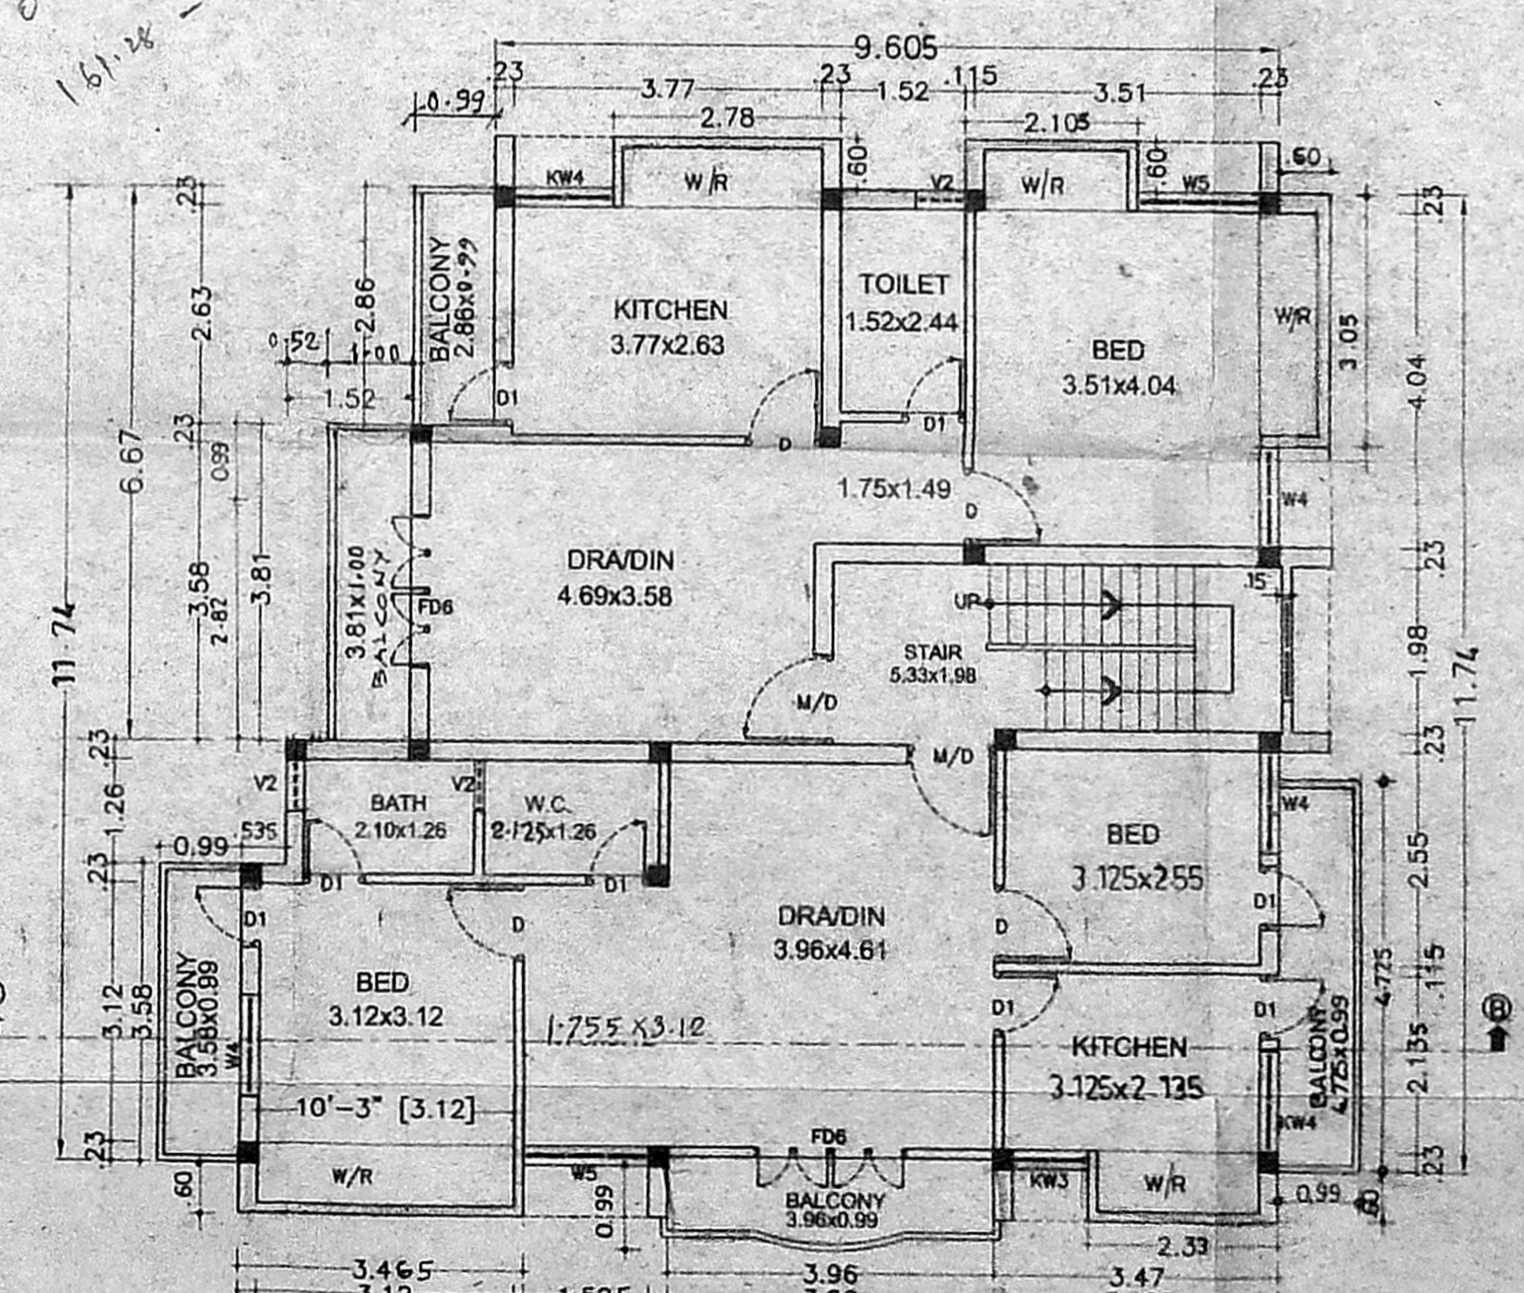 161.28
9.605
.23 3.77 .23 1.52 .115 3.51 .23
0.99 2.78 2.105
.60 .60 .60
KW4 W/R V2 W/R W5
.23 .23
BALCONY
2.86x0.99
KITCHEN
3.77x2.63
TOILET
1.52x2.44
BED
3.51x4.04
W/R
3.05
4.04
2.63
2.86
0.52 1.00
1.52
D1 D D1
.23
0.99
6.67
1.75x1.49
D
W4
3.81x1.00
BALCONY
FD6
DRA/DIN
4.69x3.58
3.58
2.82
3.81
11.74
.23
.15
UP
STAIR
5.33x1.98
1.98
11.74
M/D
M/D
.23 .23
V2 V2
BATH
2.10x1.26
W.C.
2.125x1.26
1.26
.535
0.99
.23
D1 D1
D1
D
BALCONY
3.58x0.99
W4
BED
3.12x3.12
3.12
3.58
10'-3" [3.12]
1.755x3.12
DRA/DIN
3.96x4.61
BED
3.125x2.55
W4
D1
2.55
D
D1 D1
.115
4.725
KITCHEN
3.125x2.135
BALCONY
4.725x0.99
2.135
B
KW4
.23 .23
.60
W/R
W5
0.99
FD6
BALCONY
3.96x0.99
KW3
W/R
0.99
2.33
3.465 3.96 3.47